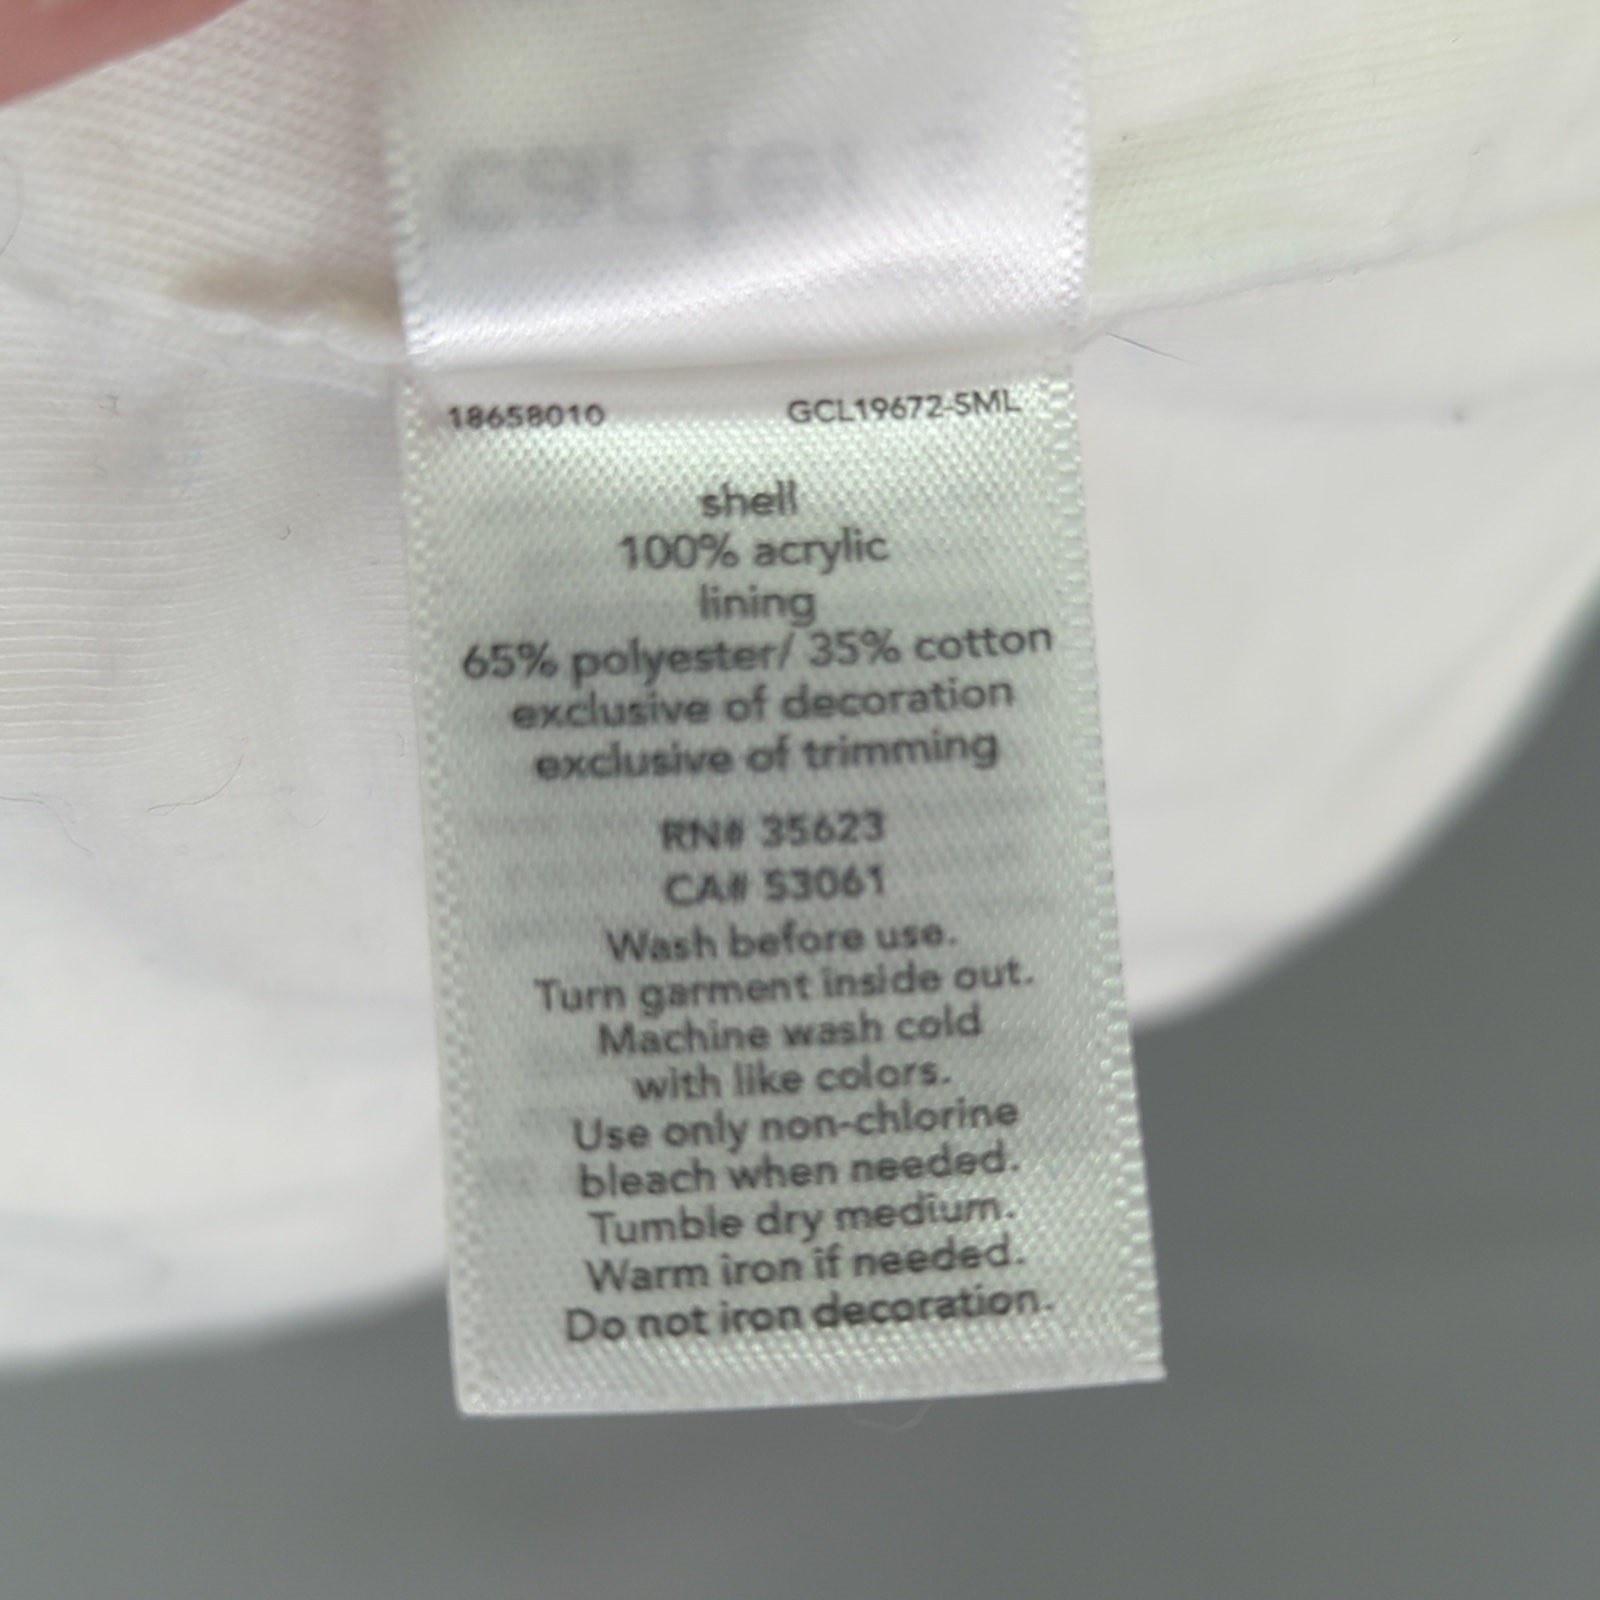 18658010 GCL19672-SML
shell
100% acrylic
lining
65% polyester/ 35% cotton
exclusive of decoration
exclusive of trimming
RN# 35623
CA# 53061
Wash before use.
Turn garment inside out.
Machine wash cold
with like colors.
Use only non-chlorine
bleach when needed.
Tumble dry medium.
Warm iron if needed.
Do not iron decoration.